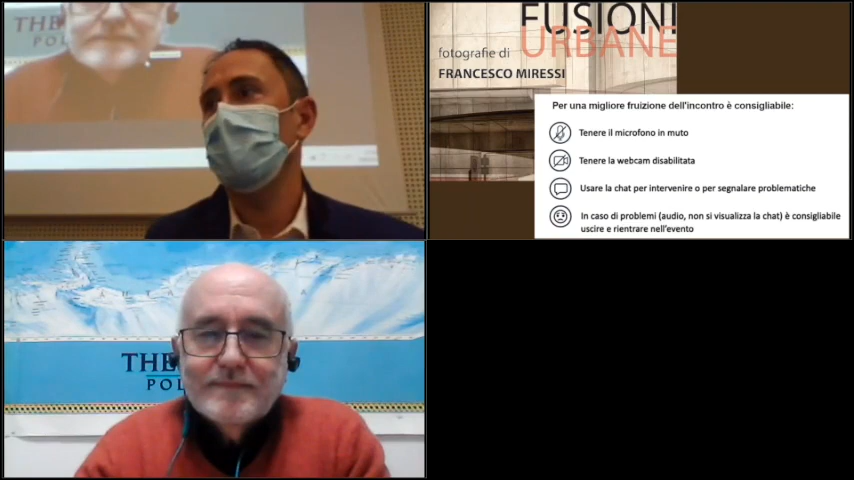 THE
POL
FUSIONI
URBANE
fotografie di
FRANCESCO MIRESSI
Per una migliore fruizione dell'incontro è consigliabile:
Tenere il microfono in muto
Tenere la webcam disabilitata
Usare la chat per intervenire o per segnalare problematiche
In caso di problemi (audio, non si visualizza la chat) è consigliabile
uscire e rientrare nell'evento
THE
POL